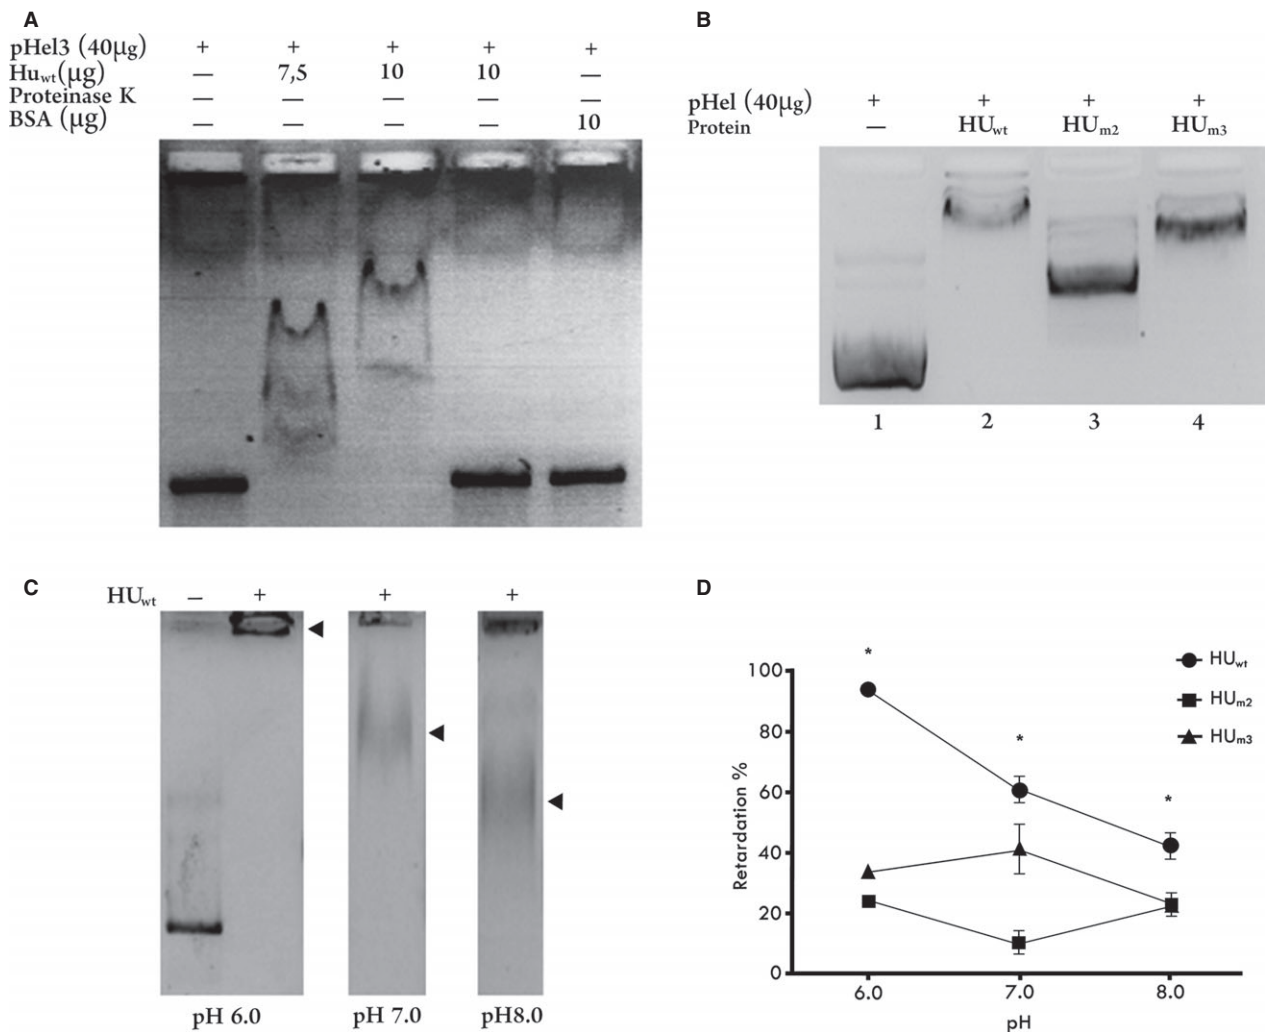 A
pHel3 (40µg) + + + + +
Huwt(µg) — 7,5 10 10 —
Proteinase K — — — — —
BSA (µg) — — — — 10
B
pHel (40µg) + + + +
Protein — HUwt HUm2 HUm3
1 2 3 4
C
HUwt — + + +
pH 6.0 pH 7.0 pH8.0
D
HUwt
HUm2
HUm3
* * *
Retardation %
100
80
60
40
20
0
6.0 7.0 8.0
pH